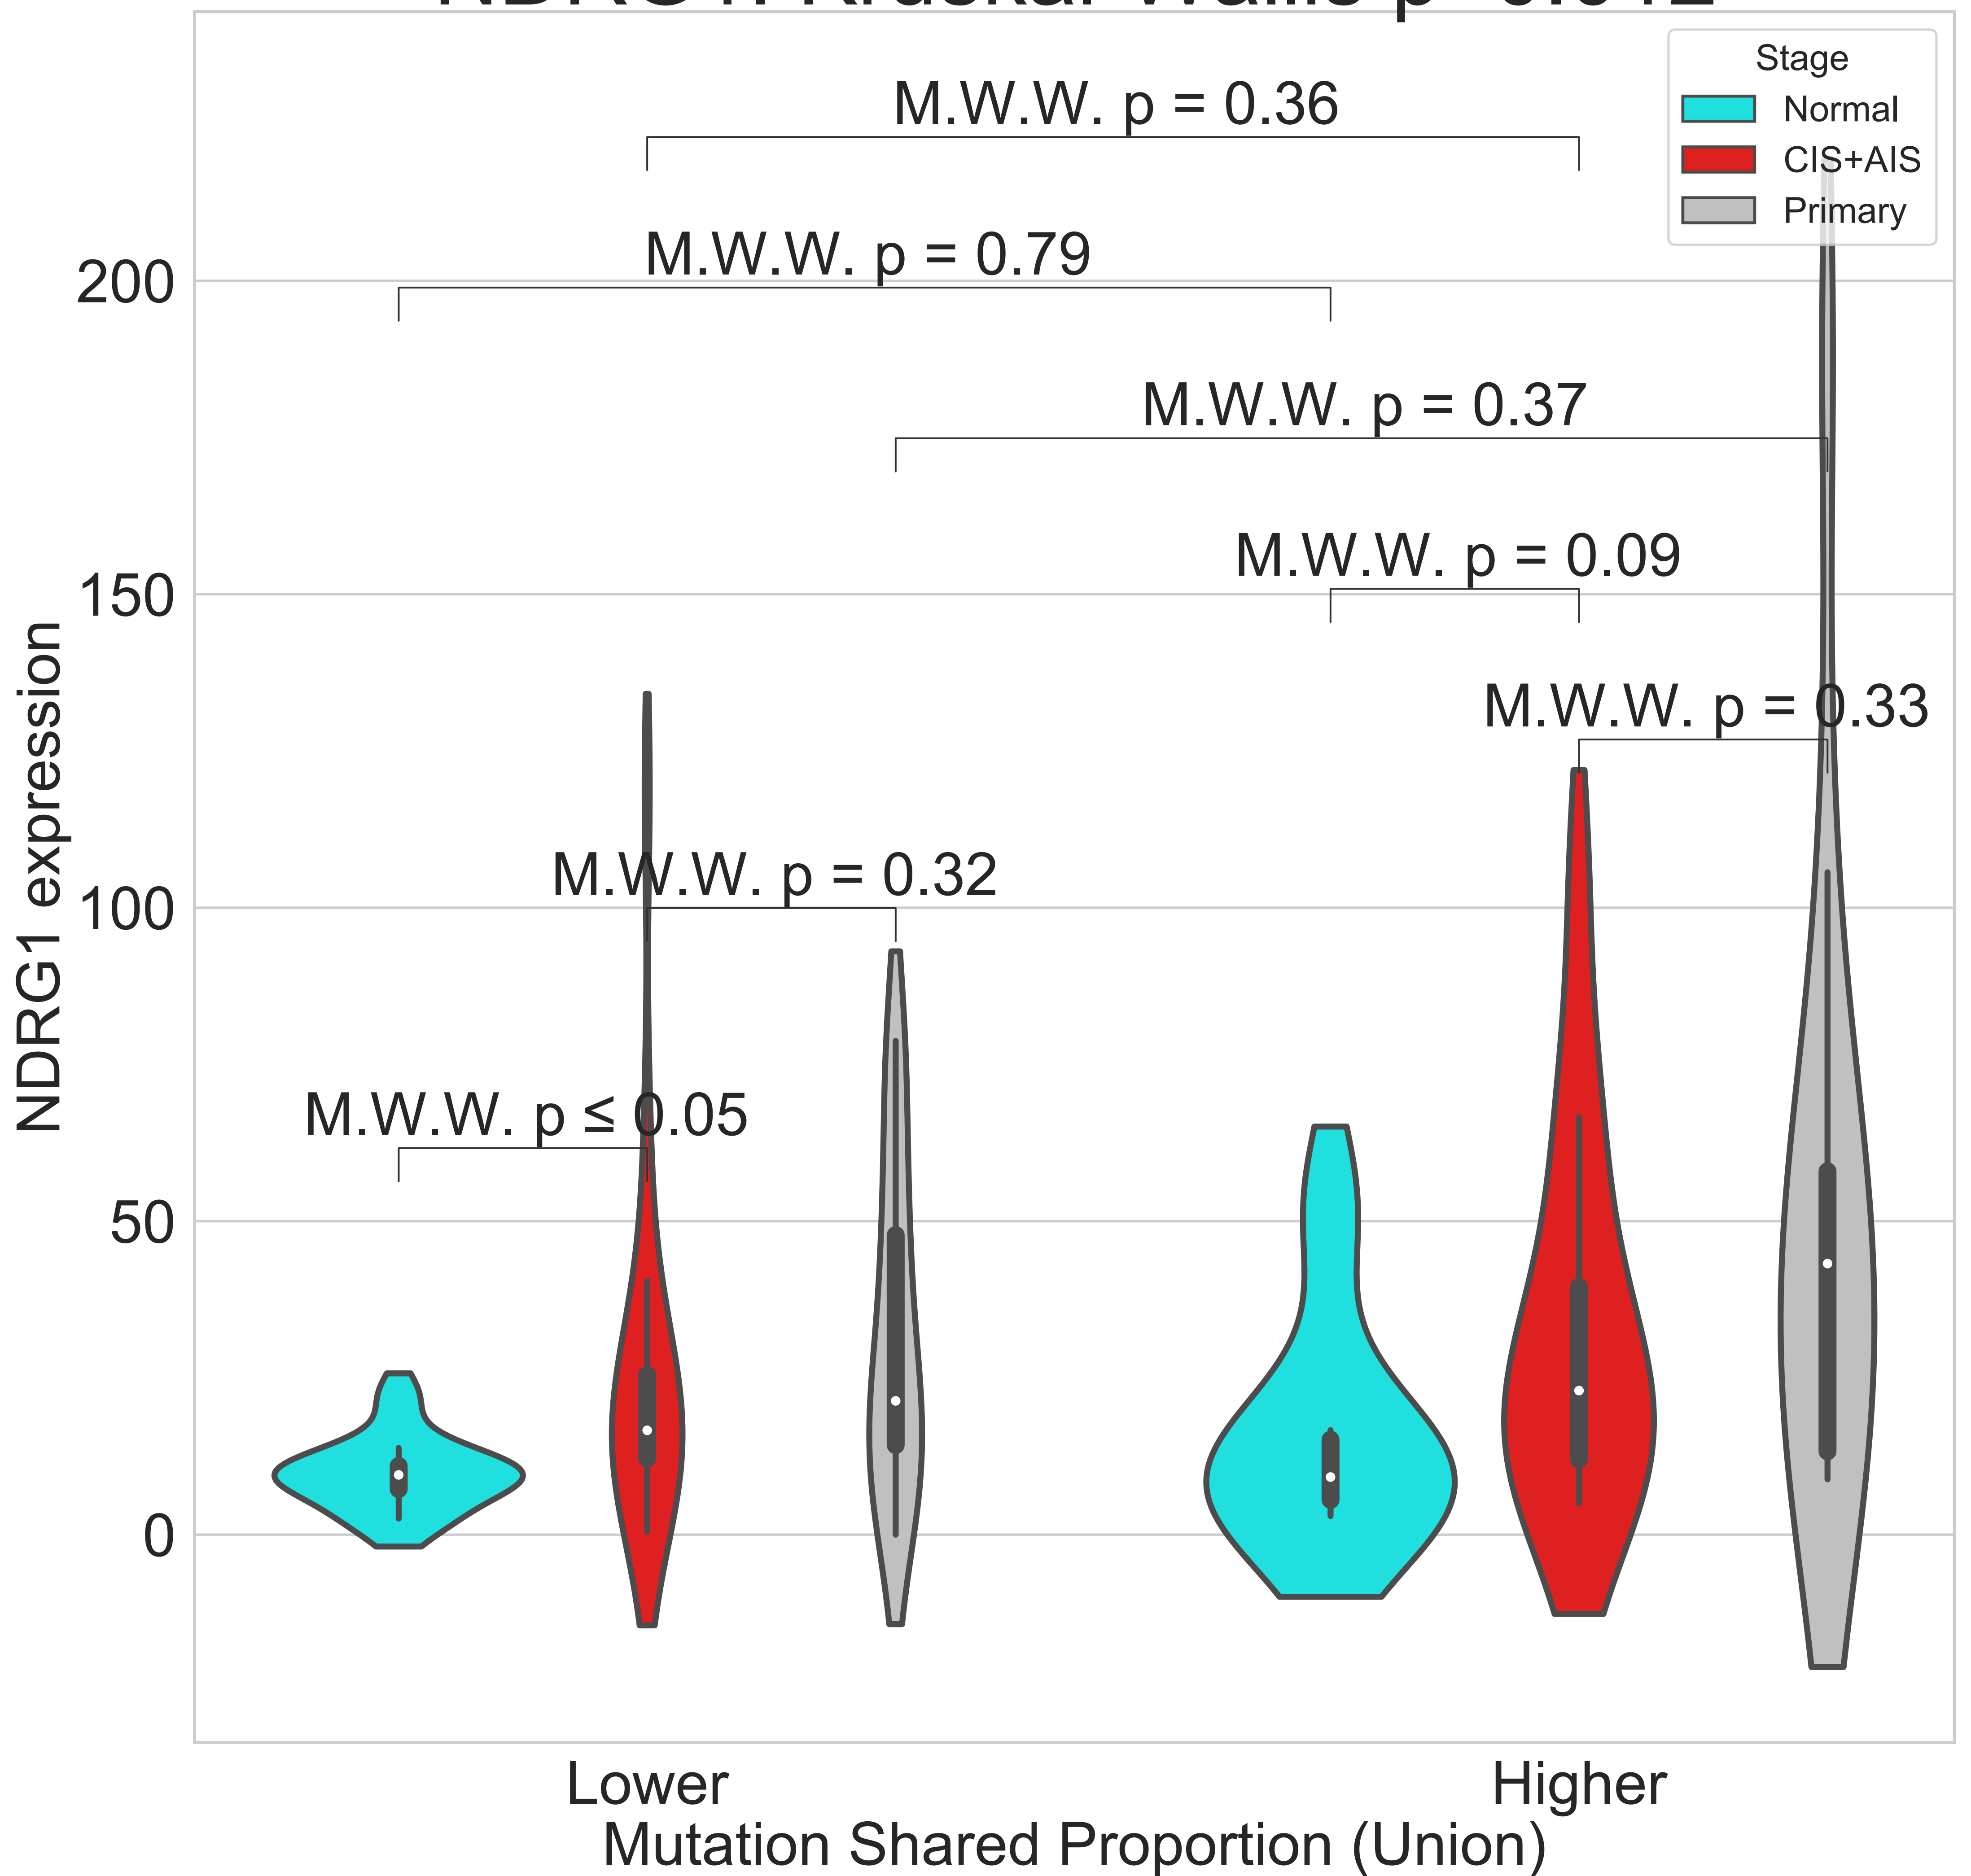 Stage
Normal
CIS+AIS
Primary
M.W.W. p = 0.36
M.W.W. p = 0.79
M.W.W. p = 0.37
M.W.W. p = 0.09
M.W.W. p = 0.33
M.W.W. p = 0.32
M.W.W. p ≤ 0.05
200
150
100
50
0
NDRG1 expression
Lower
Higher
Mutation Shared Proportion (Union)